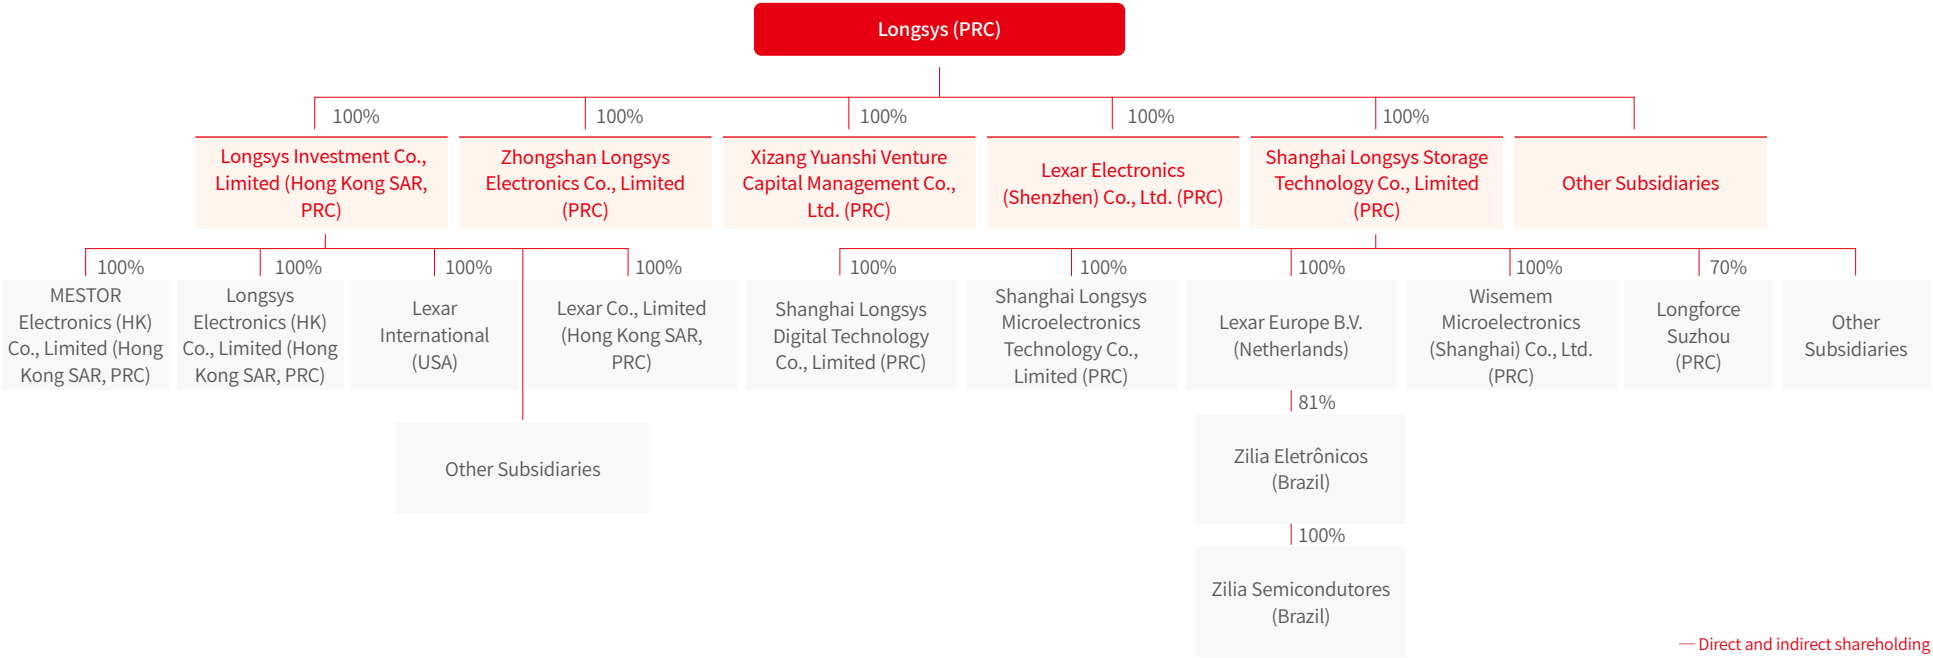 Longsys (PRC)
100%
100%
100%
100%
100%
Longsys Investment Co.,
Limited (Hong Kong SAR,
PRC)
Zhongshan Longsys
Electronics Co., Limited
(PRC)
Xizang Yuanshi Venture
Capital Management Co.,
Ltd. (PRC)
Lexar Electronics
(Shenzhen) Co., Ltd. (PRC)
Shanghai Longsys Storage
Technology Co., Limited
(PRC)
Other Subsidiaries
100%
100%
100%
100%
100%
100%
100%
100%
70%
MESTOR
Electronics (HK)
Co., Limited (Hong
Kong SAR, PRC)
Longsys
Electronics (HK)
Co., Limited (Hong
Kong SAR, PRC)
Lexar
International
(USA)
Lexar Co., Limited
(Hong Kong SAR,
PRC)
Shanghai Longsys
Digital Technology
Co., Limited (PRC)
Shanghai Longsys
Microelectronics
Technology Co.,
Limited (PRC)
Lexar Europe B.V.
(Netherlands)
Wisemem
Microelectronics
(Shanghai) Co., Ltd.
(PRC)
Longforce
Suzhou
(PRC)
Other
Subsidiaries
81%
Other Subsidiaries
Zilia Eletrônicos
(Brazil)
100%
Zilia Semicondutores
(Brazil)
— Direct and indirect shareholding